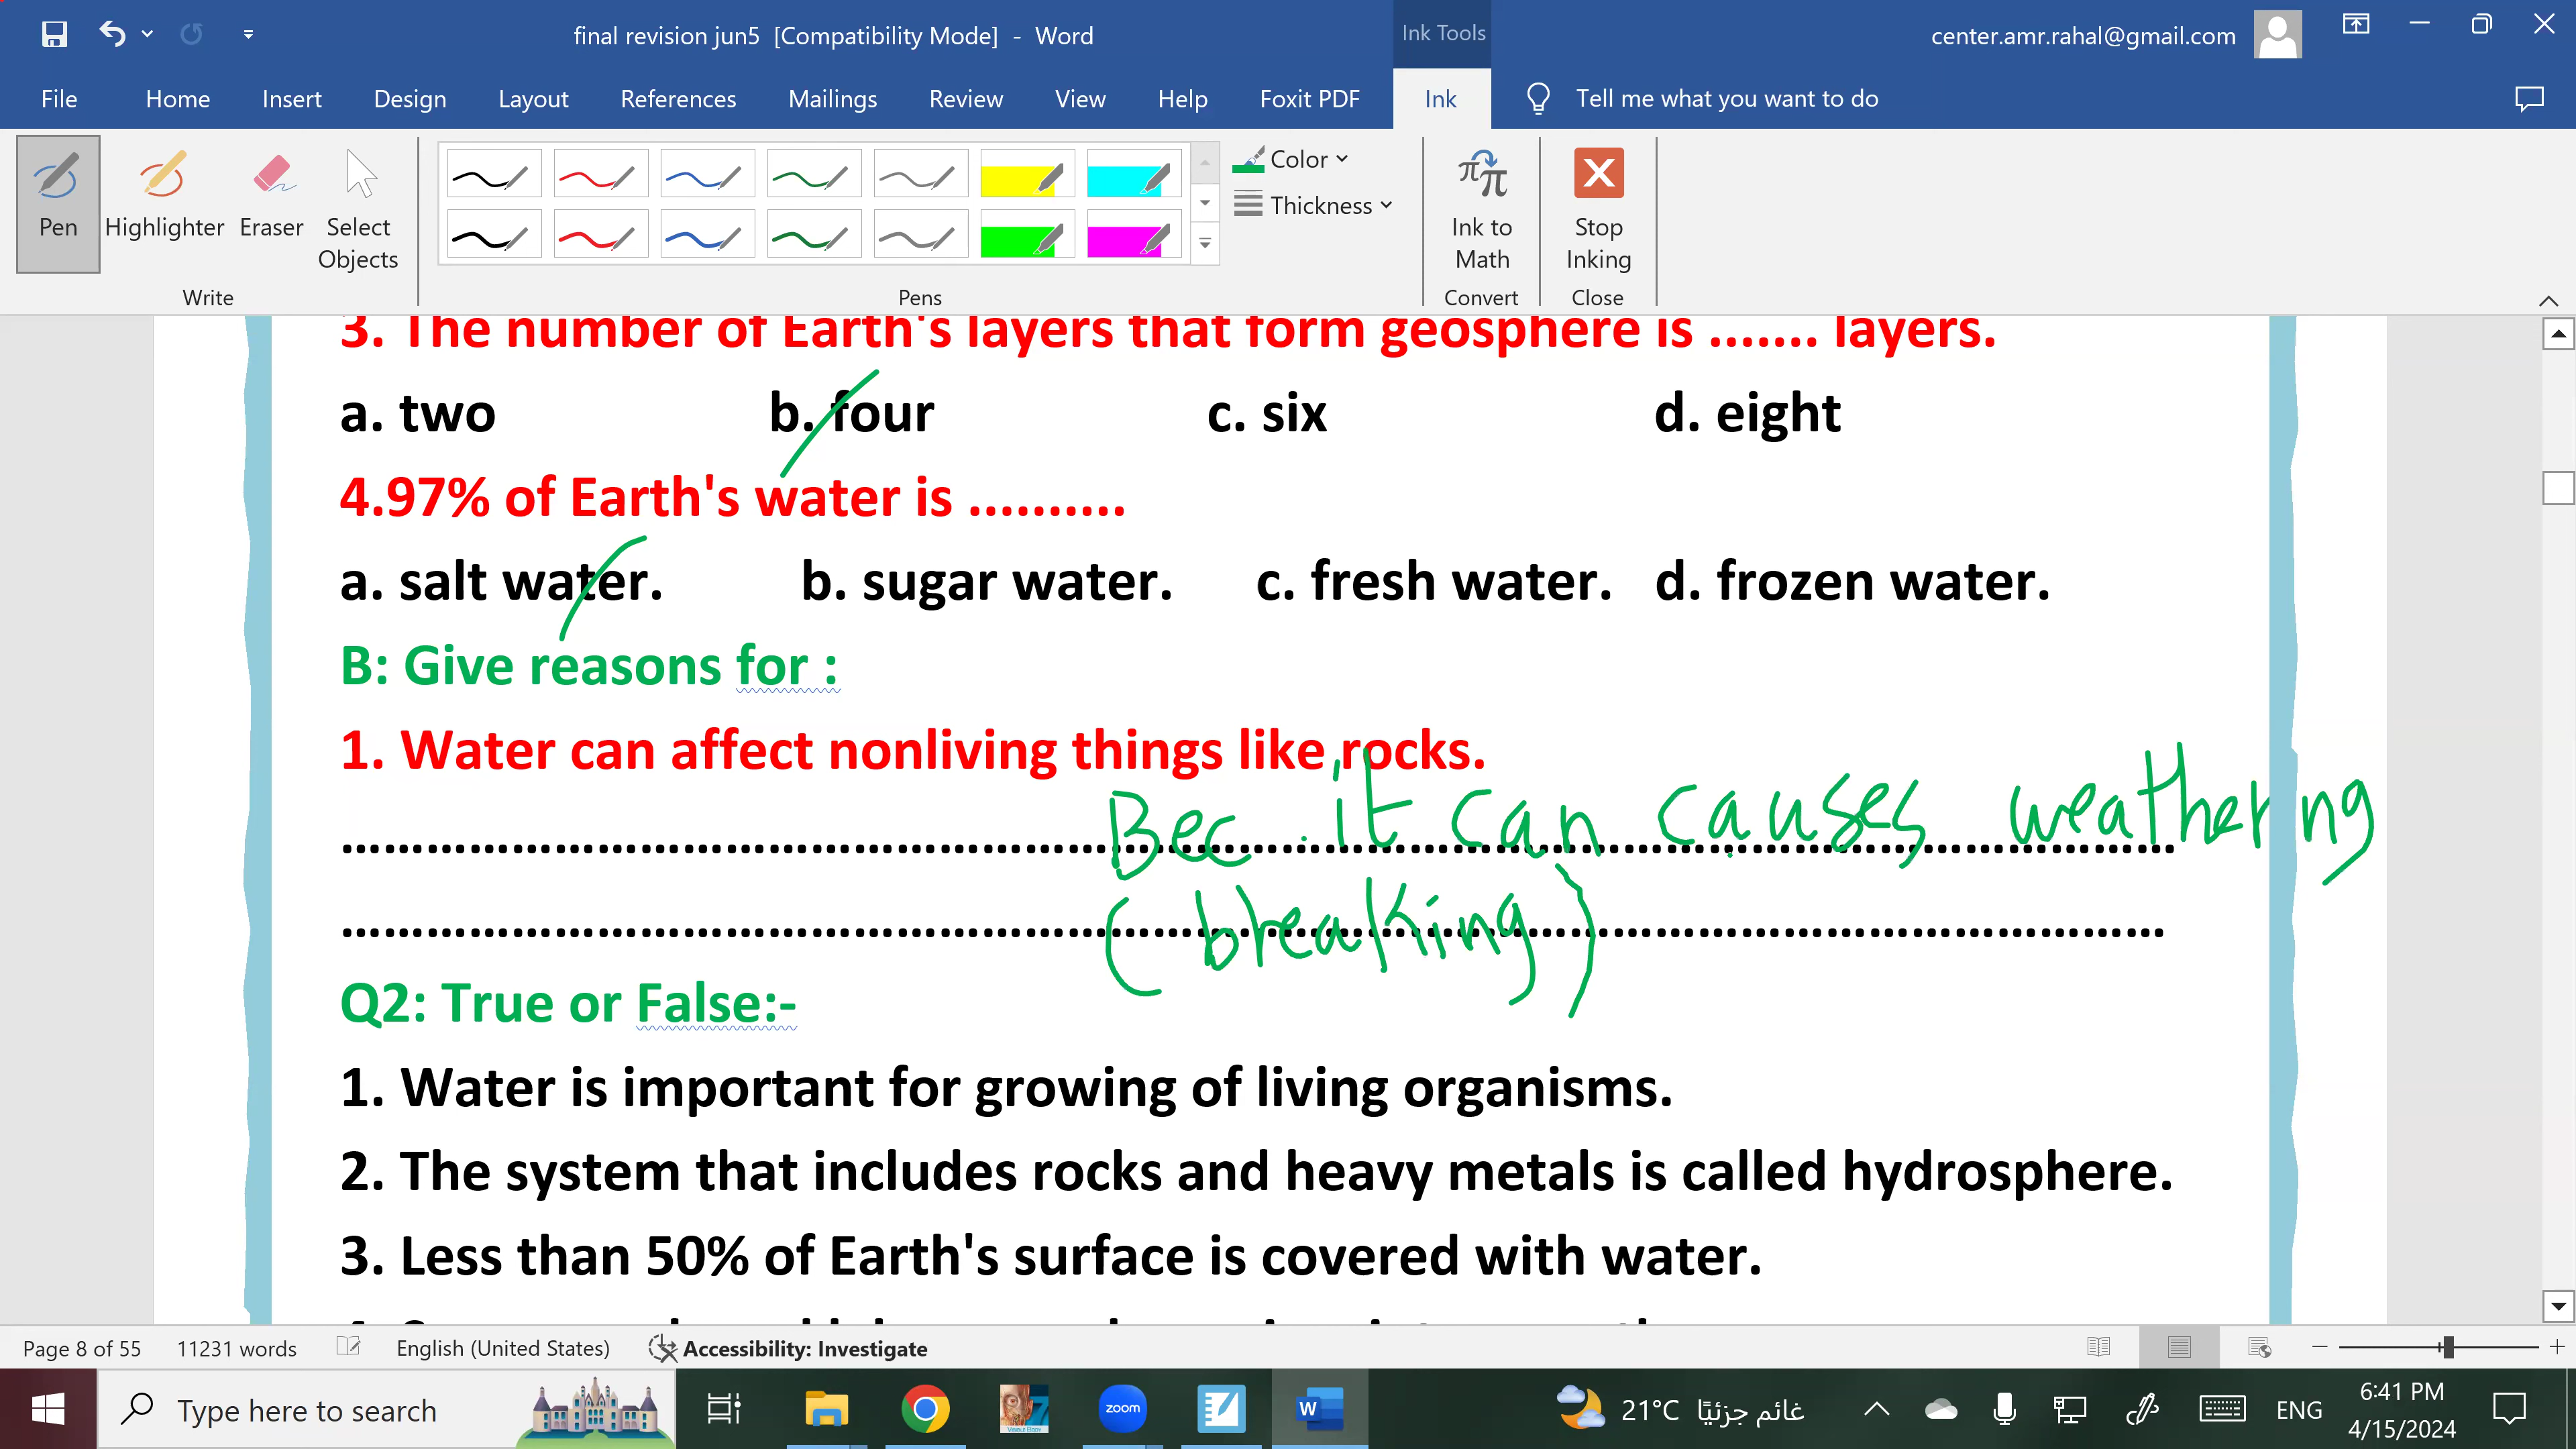 final revision jun5 [Compatibility Mode] - Word
Ink Tools
center.amr.rahal@gmail.com
File Home Insert Design Layout References Mailings Review View Help Foxit PDF Ink Tell me what you want to do
Pen Highlighter Eraser Select Objects
Color
Thickness
Ink to Math
Stop Inking
Write Pens Convert Close
3. The number of Earth's layers that form geosphere is ....... layers.
a. two b. four c. six d. eight
4.97% of Earth's water is ..........
a. salt water. b. sugar water. c. fresh water. d. frozen water.
B: Give reasons for :
1. Water can affect nonliving things like rocks.
Bec. it can causes weathering
(breaking)
Q2: True or False:-
1. Water is important for growing of living organisms.
2. The system that includes rocks and heavy metals is called hydrosphere.
3. Less than 50% of Earth's surface is covered with water.
Page 8 of 55 11231 words English (United States) Accessibility: Investigate
Type here to search
zoom
W
21°C غائم جزئيًا
ENG
6:41 PM
4/15/2024